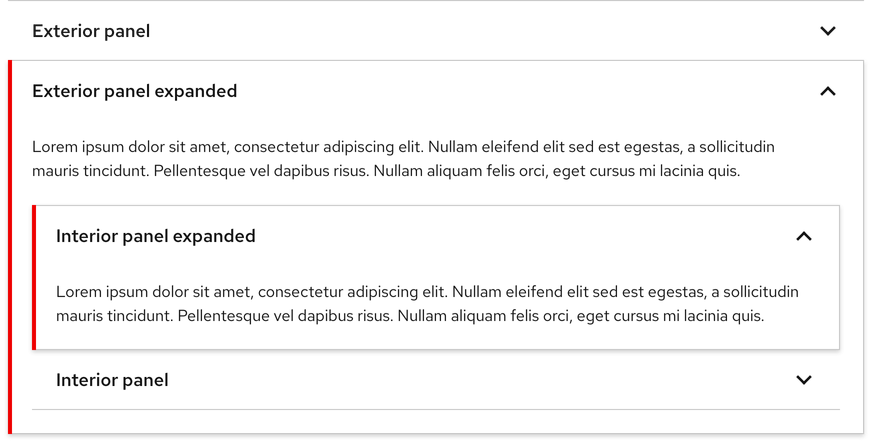 Exterior panel
Exterior panel expanded
Lorem ipsum dolor sit amet, consectetur adipiscing elit. Nullam eleifend elit sed est egestas, a sollicitudin
mauris tincidunt. Pellentesque vel dapibus risus. Nullam aliquam felis orci, eget cursus mi lacinia quis.
Interior panel expanded
Lorem ipsum dolor sit amet, consectetur adipiscing elit. Nullam eleifend elit sed est egestas, a sollicitudin
mauris tincidunt. Pellentesque vel dapibus risus. Nullam aliquam felis orci, eget cursus mi lacinia quis.
Interior panel